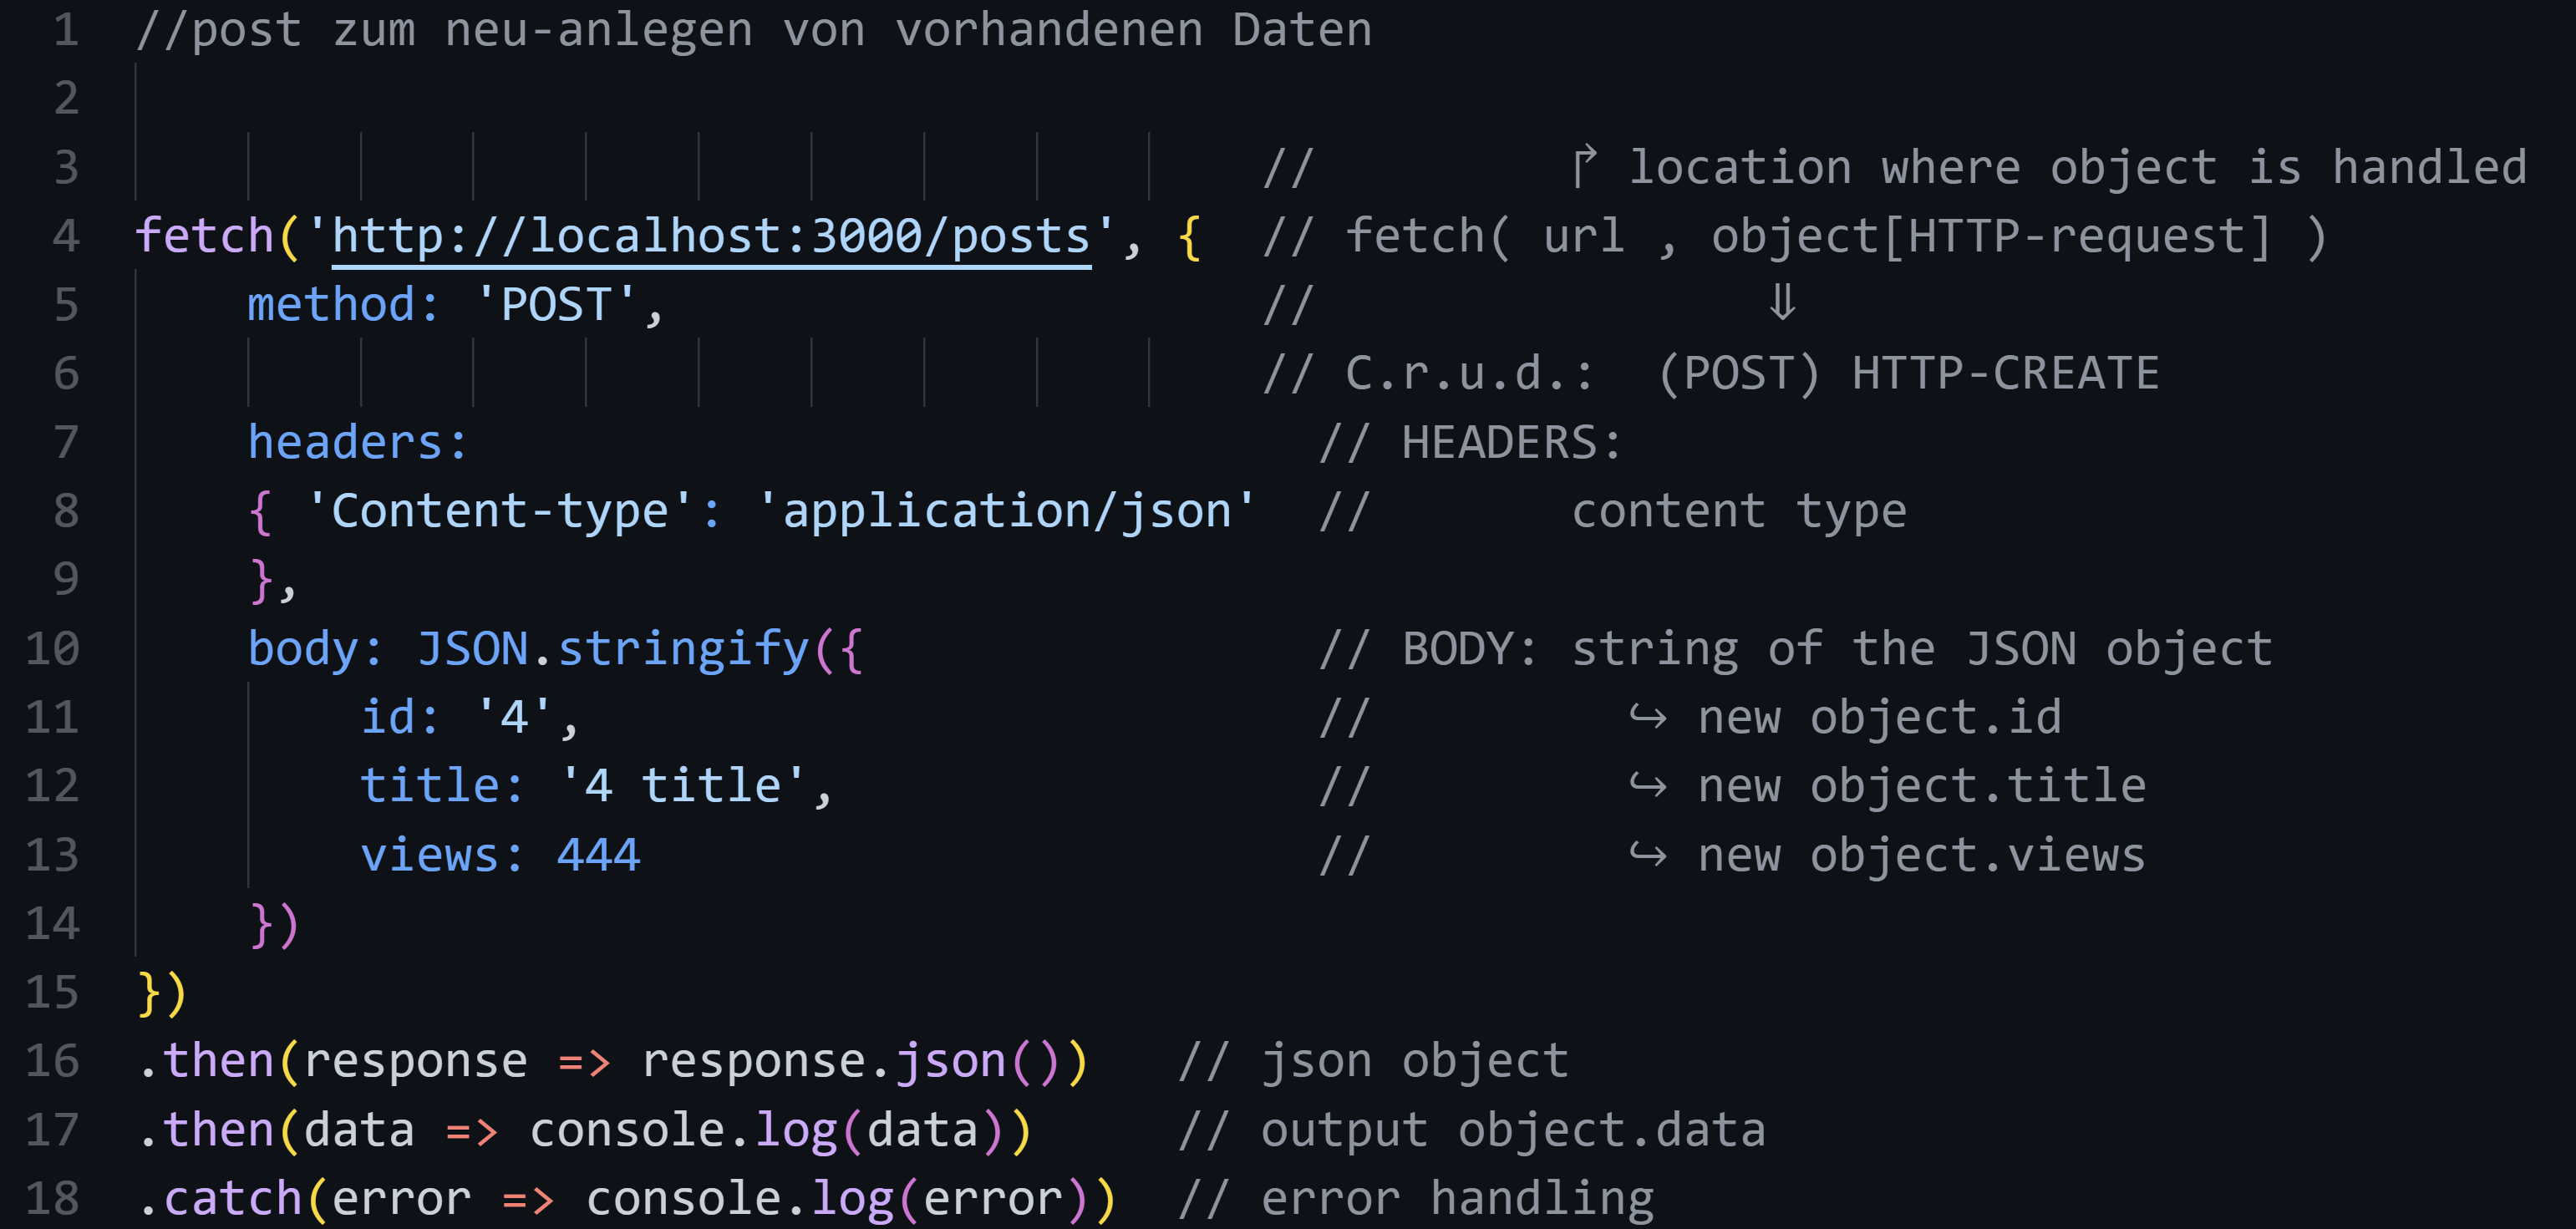 1 //post zum neu-anlegen von vorhandenen Daten
2
3 // ↱ location where object is handled
4 fetch('http://localhost:3000/posts', { // fetch( url , object[HTTP-request] )
5 method: 'POST', // ⇓
6 // C.r.u.d.: (POST) HTTP-CREATE
7 headers: // HEADERS:
8 { 'Content-type': 'application/json' // content type
9 },
10 body: JSON.stringify({ // BODY: string of the JSON object
11 id: '4', // ↪ new object.id
12 title: '4 title', // ↪ new object.title
13 views: 444 // ↪ new object.views
14 })
15 })
16 .then(response => response.json()) // json object
17 .then(data => console.log(data)) // output object.data
18 .catch(error => console.log(error)) // error handling